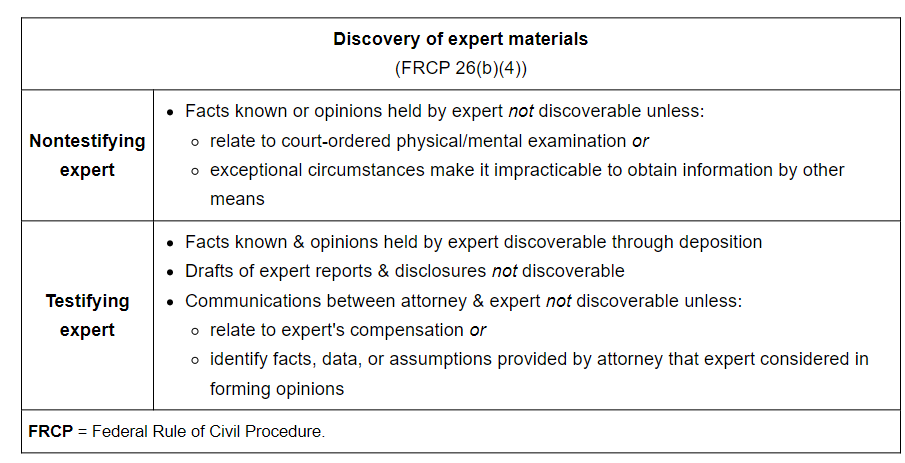 Discovery of expert materials
(FRCP 26(b)(4))
Nontestifying
expert
• Facts known or opinions held by expert not discoverable unless:
○ relate to court-ordered physical/mental examination or
○ exceptional circumstances make it impracticable to obtain information by other
means
Testifying
expert
• Facts known & opinions held by expert discoverable through deposition
• Drafts of expert reports & disclosures not discoverable
• Communications between attorney & expert not discoverable unless:
○ relate to expert's compensation or
○ identify facts, data, or assumptions provided by attorney that expert considered in
forming opinions
FRCP = Federal Rule of Civil Procedure.